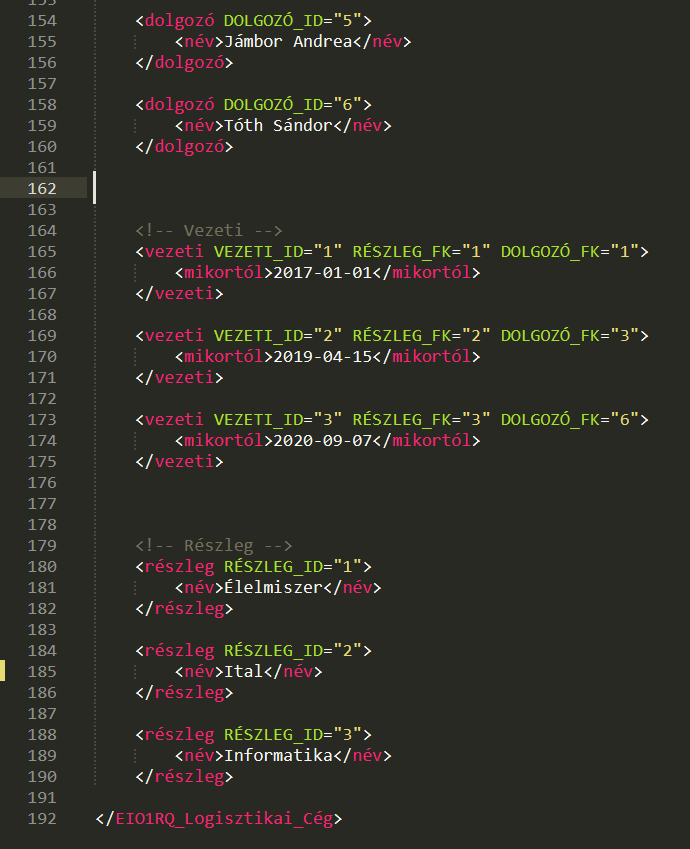 153
154 <dolgozó DOLGOZÓ_ID="5">
155 <név>Jámbor Andrea</név>
156 </dolgozó>
157
158 <dolgozó DOLGOZÓ_ID="6">
159 <név>Tóth Sándor</név>
160 </dolgozó>
161
162
163
164 <!-- Vezeti -->
165 <vezeti VEZETI_ID="1" RÉSZLEG_FK="1" DOLGOZÓ_FK="1">
166 <mikortól>2017-01-01</mikortól>
167 </vezeti>
168
169 <vezeti VEZETI_ID="2" RÉSZLEG_FK="2" DOLGOZÓ_FK="3">
170 <mikortól>2019-04-15</mikortól>
171 </vezeti>
172
173 <vezeti VEZETI_ID="3" RÉSZLEG_FK="3" DOLGOZÓ_FK="6">
174 <mikortól>2020-09-07</mikortól>
175 </vezeti>
176
177
178
179 <!-- Részleg -->
180 <részleg RÉSZLEG_ID="1">
181 <név>Élelmiszer</név>
182 </részleg>
183
184 <részleg RÉSZLEG_ID="2">
185 <név>Ital</név>
186 </részleg>
187
188 <részleg RÉSZLEG_ID="3">
189 <név>Informatika</név>
190 </részleg>
191
192 </EIO1RQ_Logisztikai_Cég>